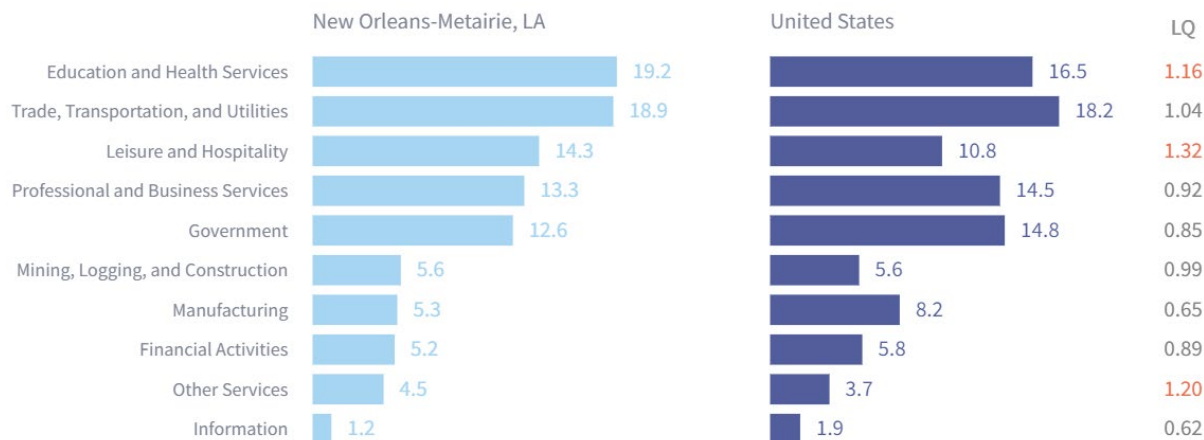 New Orleans-Metairie, LA United States LQ
Education and Health Services 19.2 16.5 1.16
Trade, Transportation, and Utilities 18.9 18.2 1.04
Leisure and Hospitality 14.3 10.8 1.32
Professional and Business Services 13.3 14.5 0.92
Government 12.6 14.8 0.85
Mining, Logging, and Construction 5.6 5.6 0.99
Manufacturing 5.3 8.2 0.65
Financial Activities 5.2 5.8 0.89
Other Services 4.5 3.7 1.20
Information 1.2 1.9 0.62